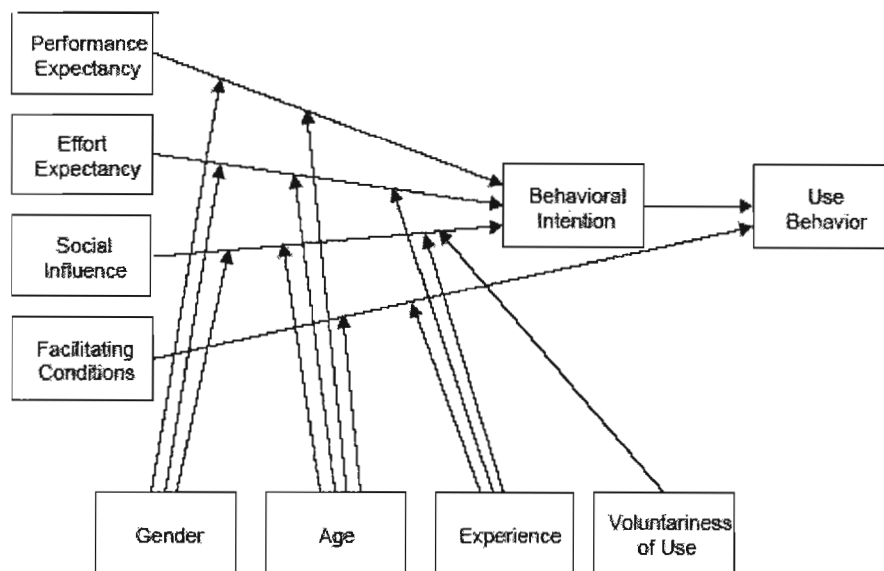 Performance
Expectancy
Effort
Expectancy
Social
Influence
Facilitating
Conditions
Behavioral
Intention
Use
Behavior
Gender
Age
Experience
Voluntariness
of Use